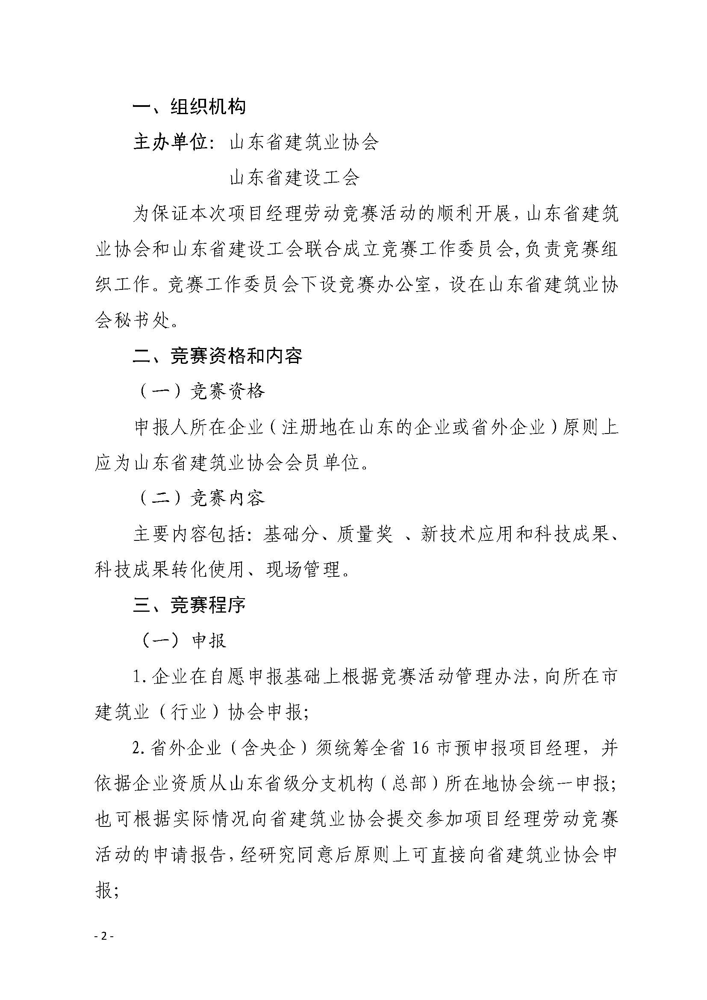 一、组织机构
主办单位：山东省建筑业协会
山东省建设工会
为保证本次项目经理劳动竞赛活动的顺利开展，山东省建筑
业协会和山东省建设工会联合成立竞赛工作委员会，负责竞赛组
织工作。竞赛工作委员会下设竞赛办公室，设在山东省建筑业协
会秘书处。
二、竞赛资格和内容
（一）竞赛资格
申报人所在企业（注册地在山东的企业或省外企业）原则上
应为山东省建筑业协会会员单位。
（二）竞赛内容
主要内容包括：基础分、质量奖 、新技术应用和科技成果、
科技成果转化使用、现场管理。
三、竞赛程序
（一）申报
1.企业在自愿申报基础上根据竞赛活动管理办法，向所在市
建筑业（行业）协会申报；
2.省外企业（含央企）须统筹全省 16 市预申报项目经理，并
依据企业资质从山东省级分支机构（总部）所在地协会统一申报；
也可根据实际情况向省建筑业协会提交参加项目经理劳动竞赛
活动的申请报告，经研究同意后原则上可直接向省建筑业协会申
报；
- 2 -